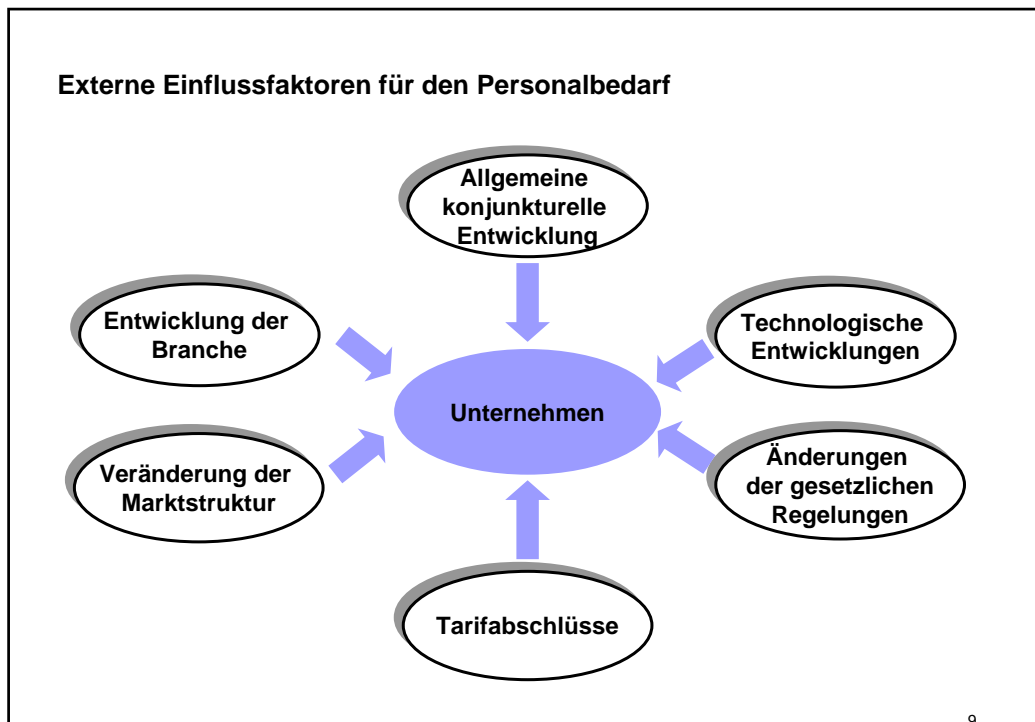 Externe Einflussfaktoren für den Personalbedarf
Allgemeine
konjunkturelle
Entwicklung
Entwicklung der
Branche
Technologische
Entwicklungen
Unternehmen
Veränderung der
Marktstruktur
Änderungen
der gesetzlichen
Regelungen
Tarifabschlüsse
9